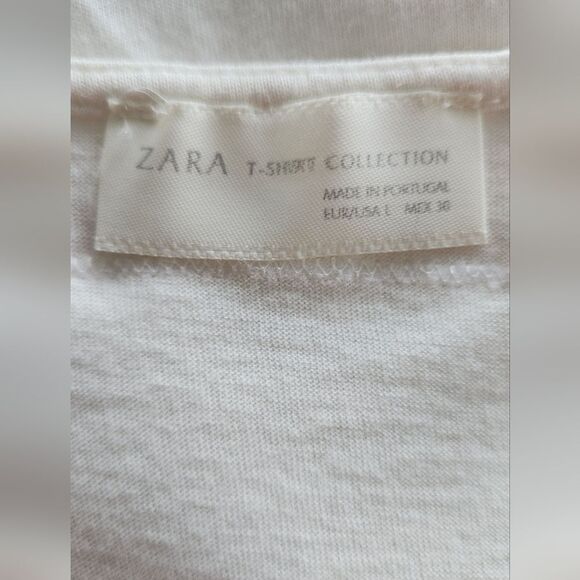 ZARA T-SHIRT COLLECTION
MADE IN PORTUGAL
EUR/USA L MEX 30